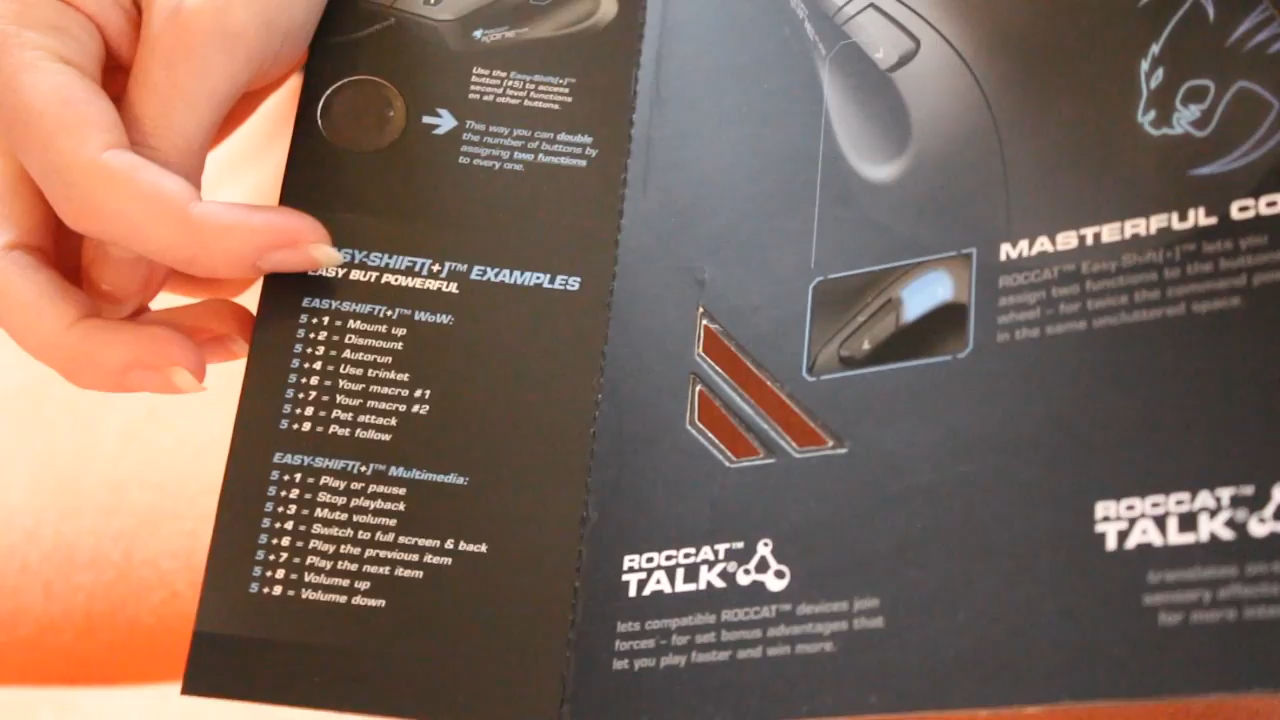 KONE
Use the Easy-Shift[+]™
button [#5] to access
second level functions
on all other buttons.
This way you can double
the number of buttons by
assigning two functions
to every one.
SY-SHIFT[+]™ EXAMPLES
EASY BUT POWERFUL
EASY-SHIFT[+]™ WoW:
5+1 = Mount up
5+2 = Dismount
5+3 = Autorun
5+4 = Use trinket
5+6 = Your macro #1
5+7 = Your macro #2
5+8 = Pet attack
5+9 = Pet follow
EASY-SHIFT[+]™ Multimedia:
5+1 = Play or pause
5+2 = Stop playback
5+3 = Mute volume
5+4 = Switch to full screen & back
5+6 = Play the previous item
5+7 = Play the next item
5+8 = Volume up
5+9 = Volume down
ROCCAT™
TALK®
lets compatible ROCCAT™ devices join
forces – for set bonus advantages that
let you play faster and win more.
MASTERFUL CO
ROCCAT™ Easy-Shift[+]™ lets you
assign two functions to the buttons
wheel – for twice the command
in the same uncluttered space.
ROCCAT™
TALK®
sensory
for more